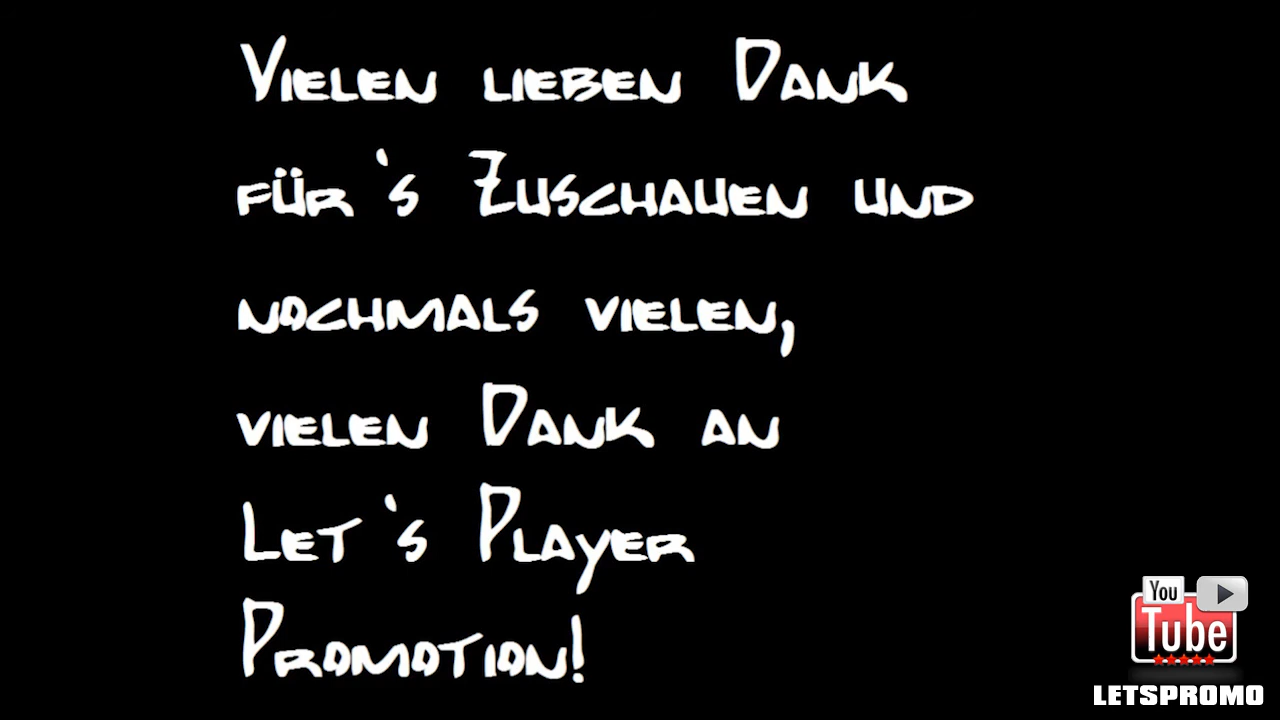 Vielen lieben Dank
für's Zuschauen und
nochmals vielen,
vielen Dank an
Let's Player
Promotion!
You
Tube
LETSPROMO